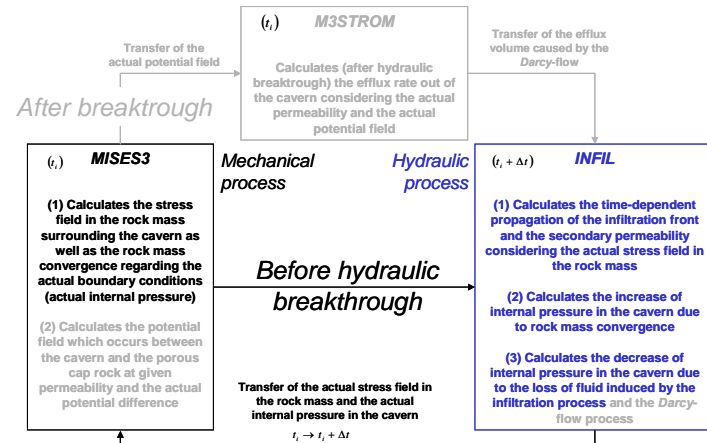 (tᵢ) M3STROM
Calculates (after hydraulic
breaktrough) the efflux rate out of
the cavern considering the actual
permeability and the actual
potential field
Transfer of the
actual potential field
Transfer of the efflux
volume caused by the
Darcy-flow
After breaktrough
(tᵢ) MISES3
(1) Calculates the stress
field in the rock mass
surrounding the cavern as
well as the rock mass
convergence regarding the
actual boundary conditions
(actual internal pressure)
(2) Calculates the potential
field which occurs between
the cavern and the porous
cap rock at given
permeability and the actual
potential difference
Mechanical
process
Hydraulic
process
Before hydraulic
breakthrough
Transfer of the actual stress field in
the rock mass and the actual
internal pressure in the cavern
tᵢ → tᵢ + Δt
(tᵢ + Δt) INFIL
(1) Calculates the time-dependent
propagation of the infiltration front
and the secondary permeability
considering the actual stress field in
the rock mass
(2) Calculates the increase of
internal pressure in the cavern due
to rock mass convergence
(3) Calculates the decrease of
internal pressure in the cavern due
to the loss of fluid induced by the
infiltration process and the Darcy-
flow process